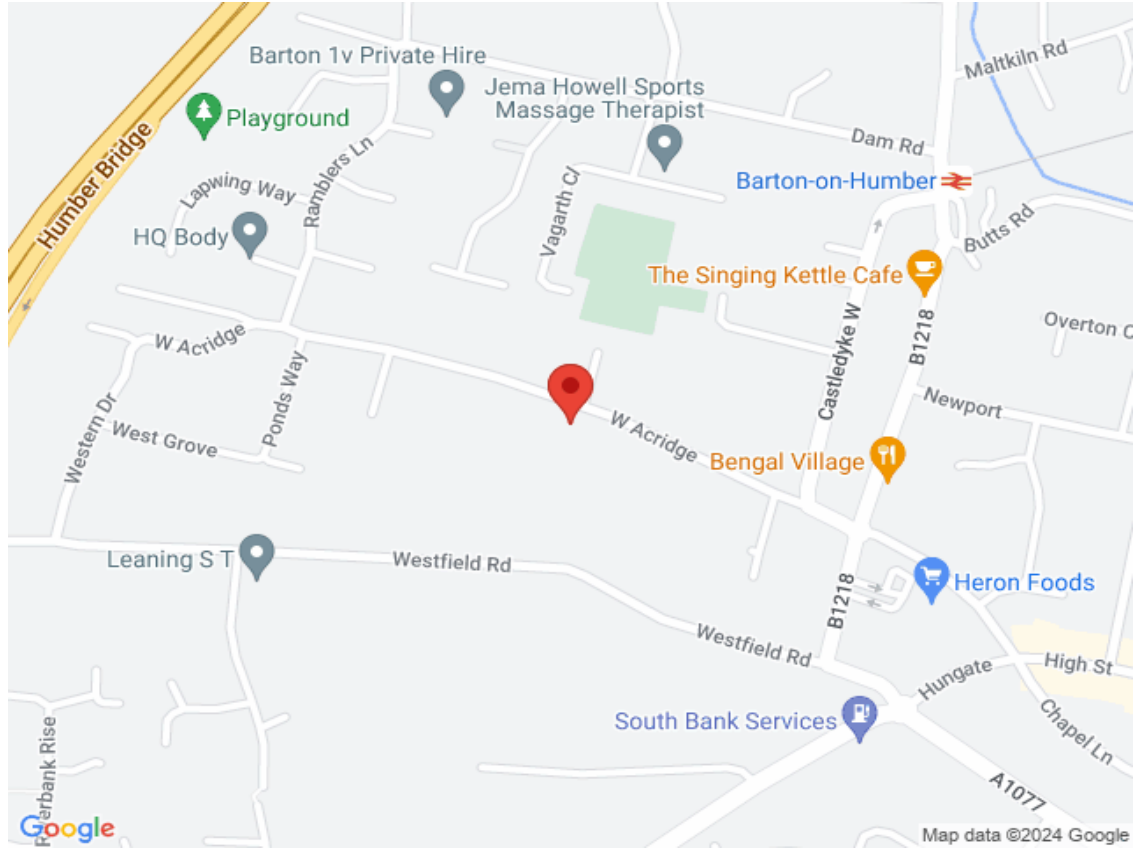 Maltkiln Rd
Barton 1v Private Hire
Jema Howell Sports
Massage Therapist
Playground
Dam Rd
Humber Bridge
Ramblers Ln
Lapwing Way
Barton-on-Humber
HQ Body
Vagarth Cl
Butts Rd
The Singing Kettle Cafe
Overton C
W Acridge
B1218
Castledyke W
Ponds Way
Western Dr
West Grove
Newport
W Acridge
Bengal Village
Leaning S T
Westfield Rd
Heron Foods
B1218
Westfield Rd
Hungate
High St
South Bank Services
Chapel Ln
A1077
Google
Map data ©2024 Google